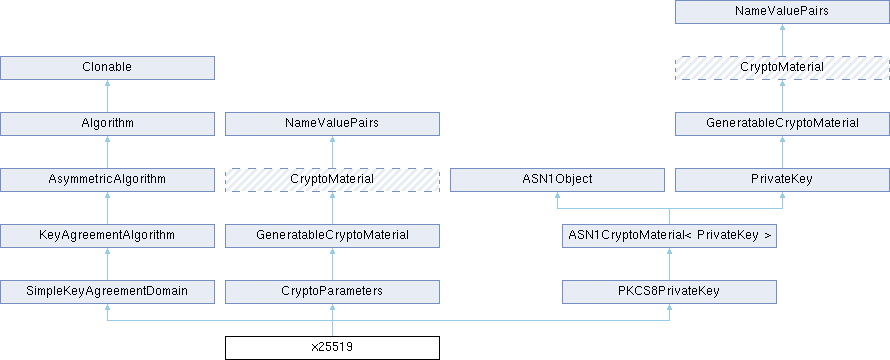 NameValuePairs
Clonable
CryptoMaterial
Algorithm
NameValuePairs
GeneratableCryptoMaterial
AsymmetricAlgorithm
CryptoMaterial
ASN1Object
PrivateKey
KeyAgreementAlgorithm
GeneratableCryptoMaterial
ASN1CryptoMaterial< PrivateKey >
SimpleKeyAgreementDomain
CryptoParameters
PKCS8PrivateKey
x25519